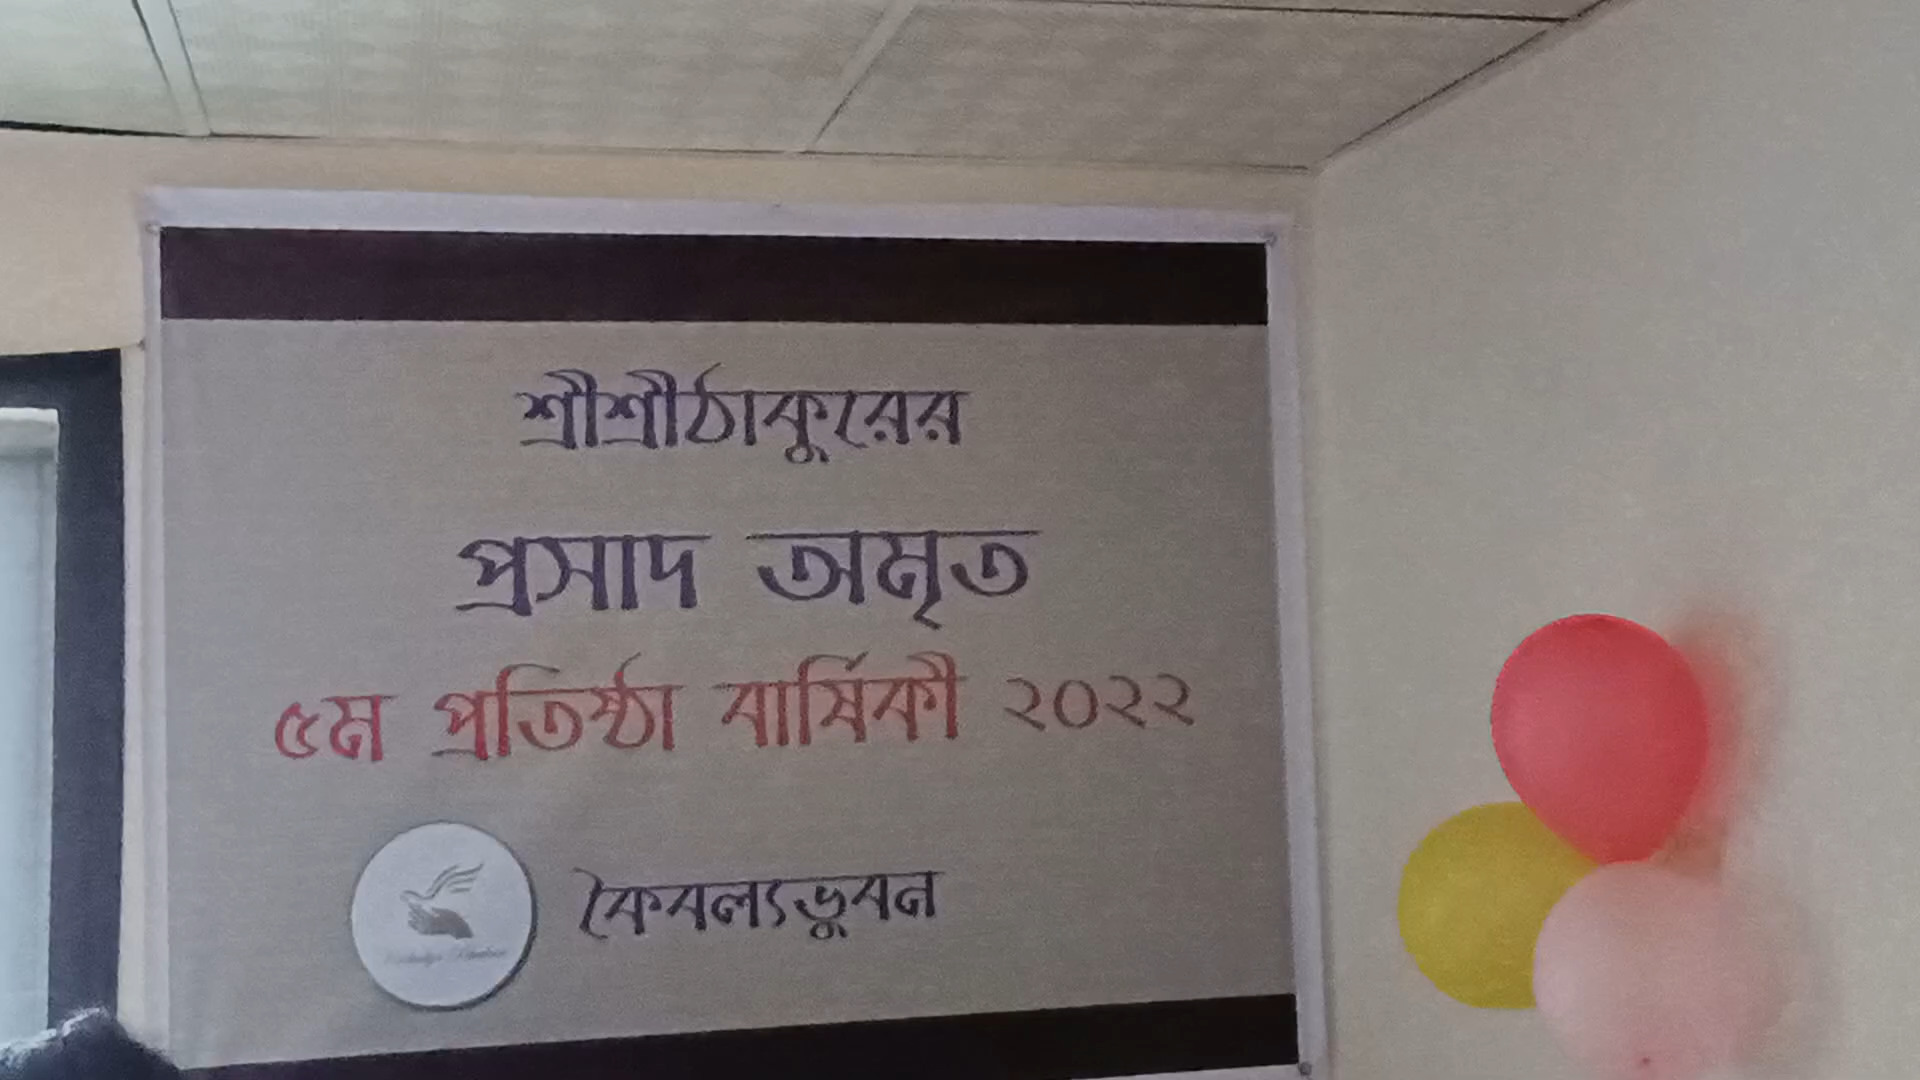 শ্রীশ্রীঠাকুরের
প্রসাদ অমৃত
৫ম প্রতিষ্ঠা বার্ষিকী ২০২২
কৈবল্যভুবন